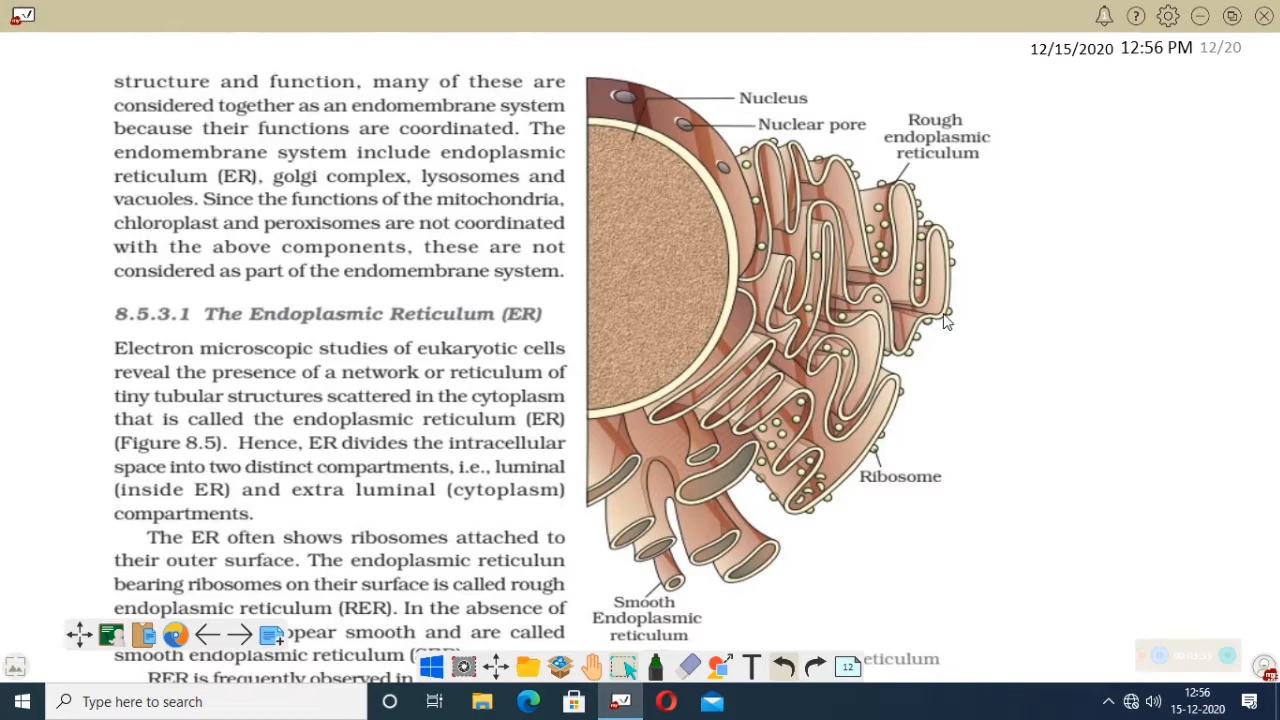 12/15/2020 12:56 PM 12/20
structure and function, many of these are
considered together as an endomembrane system
because their functions are coordinated. The
endomembrane system include endoplasmic
reticulum (ER), golgi complex, lysosomes and
vacuoles. Since the functions of the mitochondria,
chloroplast and peroxisomes are not coordinated
with the above components, these are not
considered as part of the endomembrane system.
8.5.3.1 The Endoplasmic Reticulum (ER)
Electron microscopic studies of eukaryotic cells
reveal the presence of a network or reticulum of
tiny tubular structures scattered in the cytoplasm
that is called the endoplasmic reticulum (ER)
(Figure 8.5). Hence, ER divides the intracellular
space into two distinct compartments, i.e., luminal
(inside ER) and extra luminal (cytoplasm)
compartments.
The ER often shows ribosomes attached to
their outer surface. The endoplasmic reticulun
bearing ribosomes on their surface is called rough
endoplasmic reticulum (RER). In the absence of
ppear smooth and are called
smooth endoplasmic reticulum
RER is frequently observed in
Nucleus
Nuclear pore
Rough
endoplasmic
reticulum
Ribosome
Smooth
Endoplasmic
reticulum
eticulum
12
Type here to search
12:56
15-12-2020